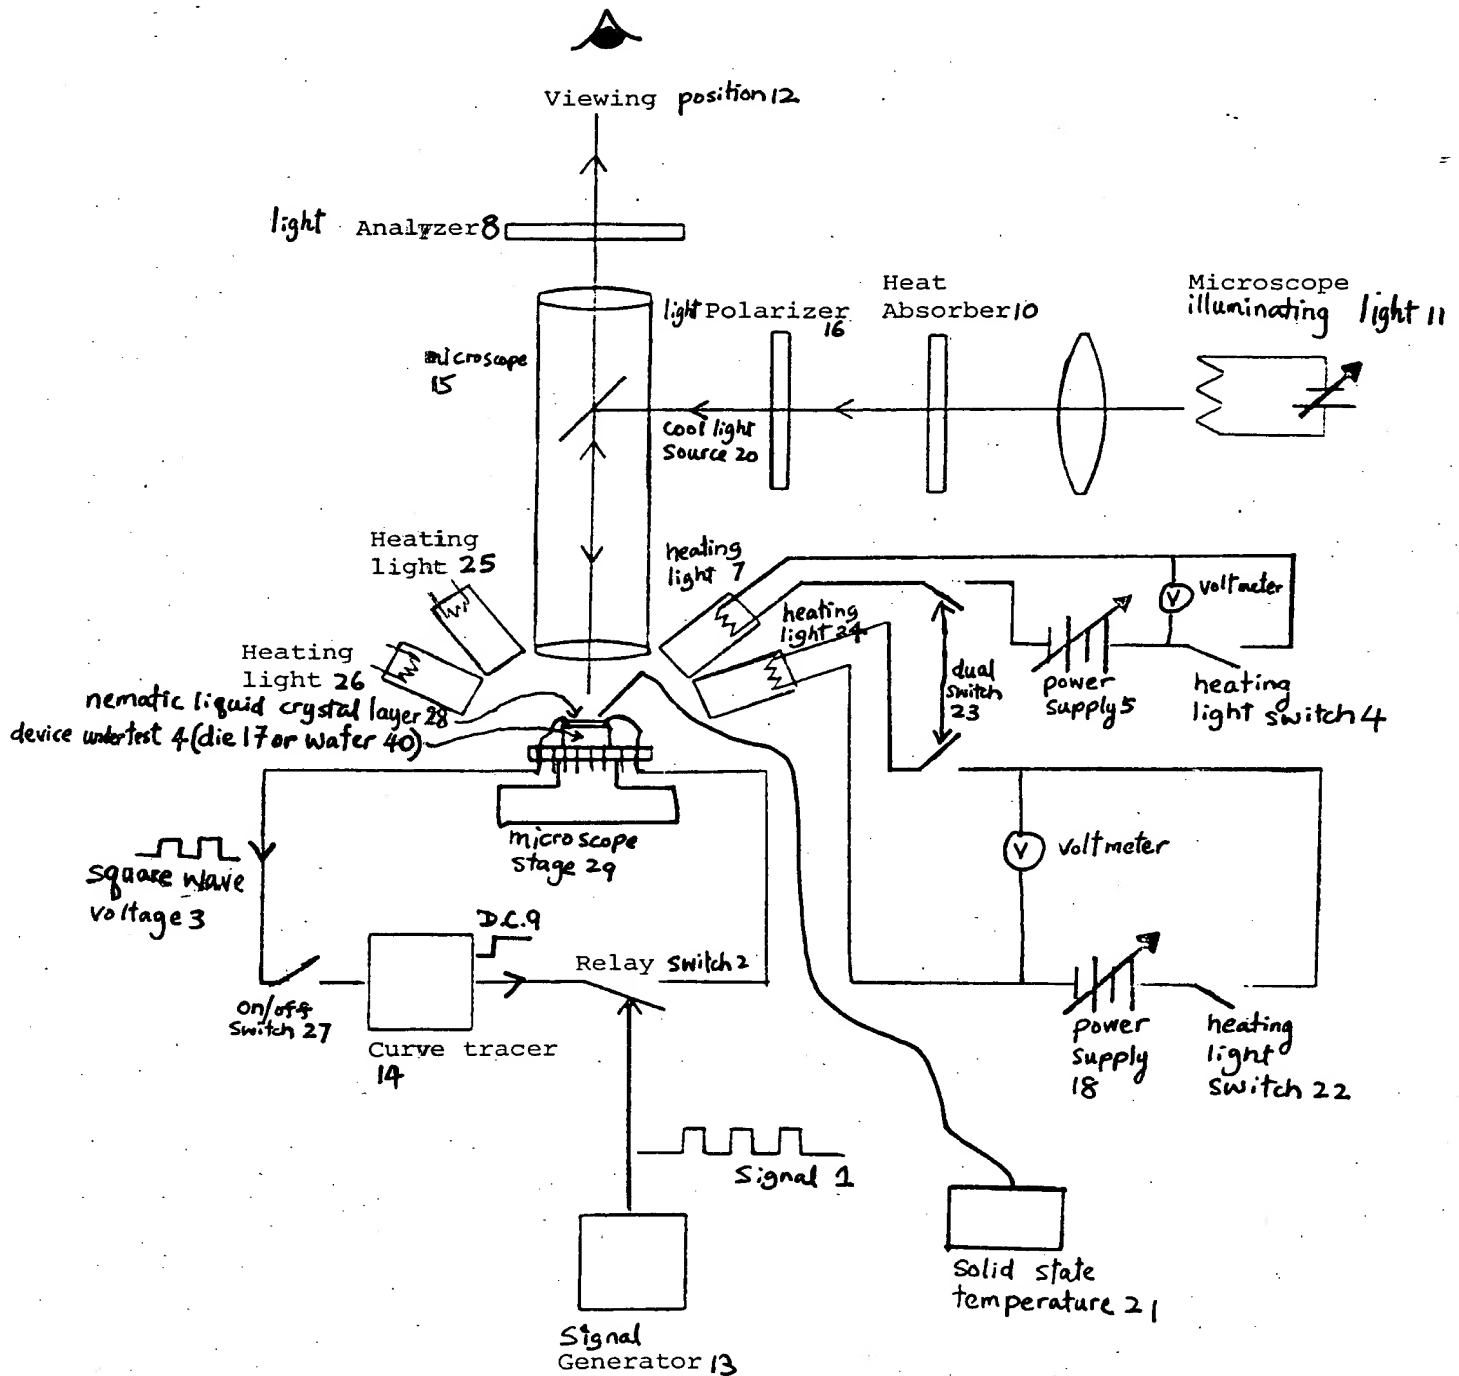 Viewing position 12
light Analyzer 8
Heat
Absorber 10
Microscope
illuminating light 11
light Polarizer
16
microscope
15
cool light
source 20
Heating
light 25
heating
light 7
heating
light 24
V
voltmeter
Heating
light 26
dual
switch
23
power
supply 5
heating
light switch 4
nematic liquid crystal layer 28
device under test 4 (die 17 or wafer 40)
microscope
stage 29
V
voltmeter
square wave
voltage 3
D.C. 9
Relay switch 2
on/off
switch 27
Curve tracer
14
power
supply
18
heating
light
switch 22
Signal 1
Solid state
temperature 21
Signal
Generator 13